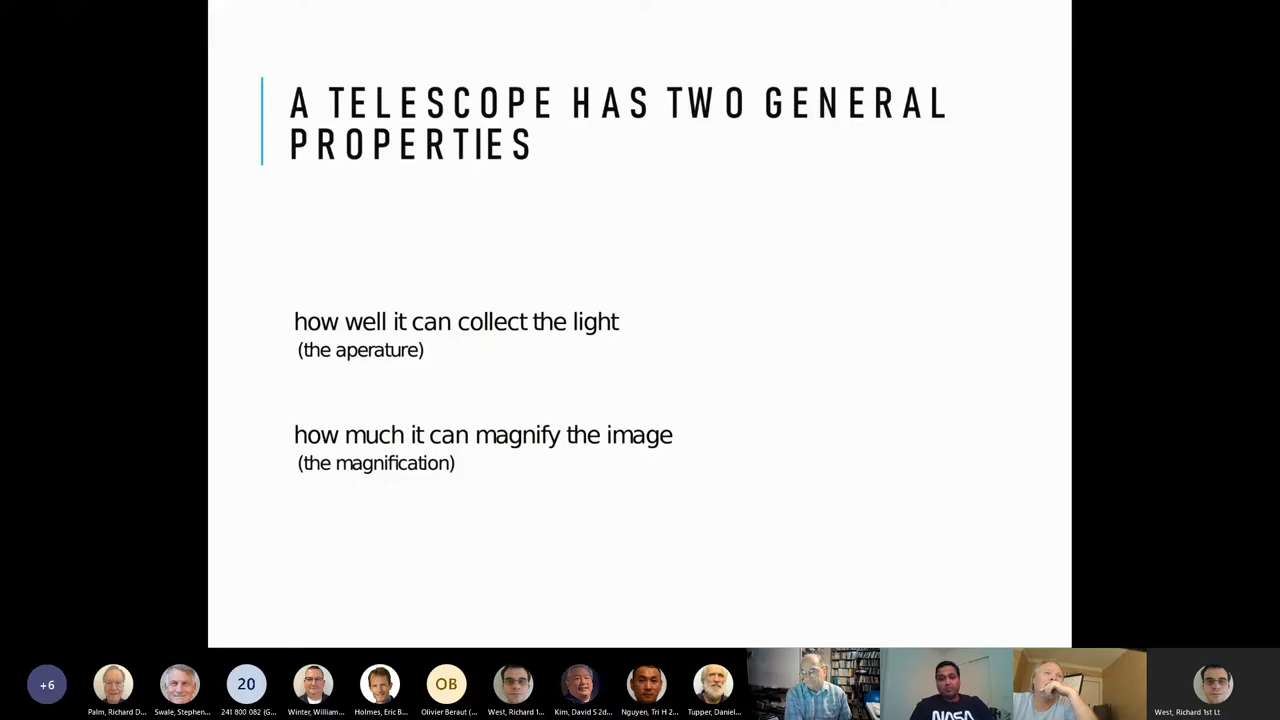 A TELESCOPE HAS TWO GENERAL
PROPERTIES
how well it can collect the light
(the aperature)
how much it can magnify the image
(the magnification)
+6
20
OB
NASA
Palm, Richard D...
Swale, Stephen...
241 800 082 (G...
Winter, William...
Holmes, Eric B...
Olivier Beraut (...
West, Richard 1...
Kim, David S 2d...
Nguyen, Tri H 2...
Tupper, Daniel...
West, Richard 1st Lt